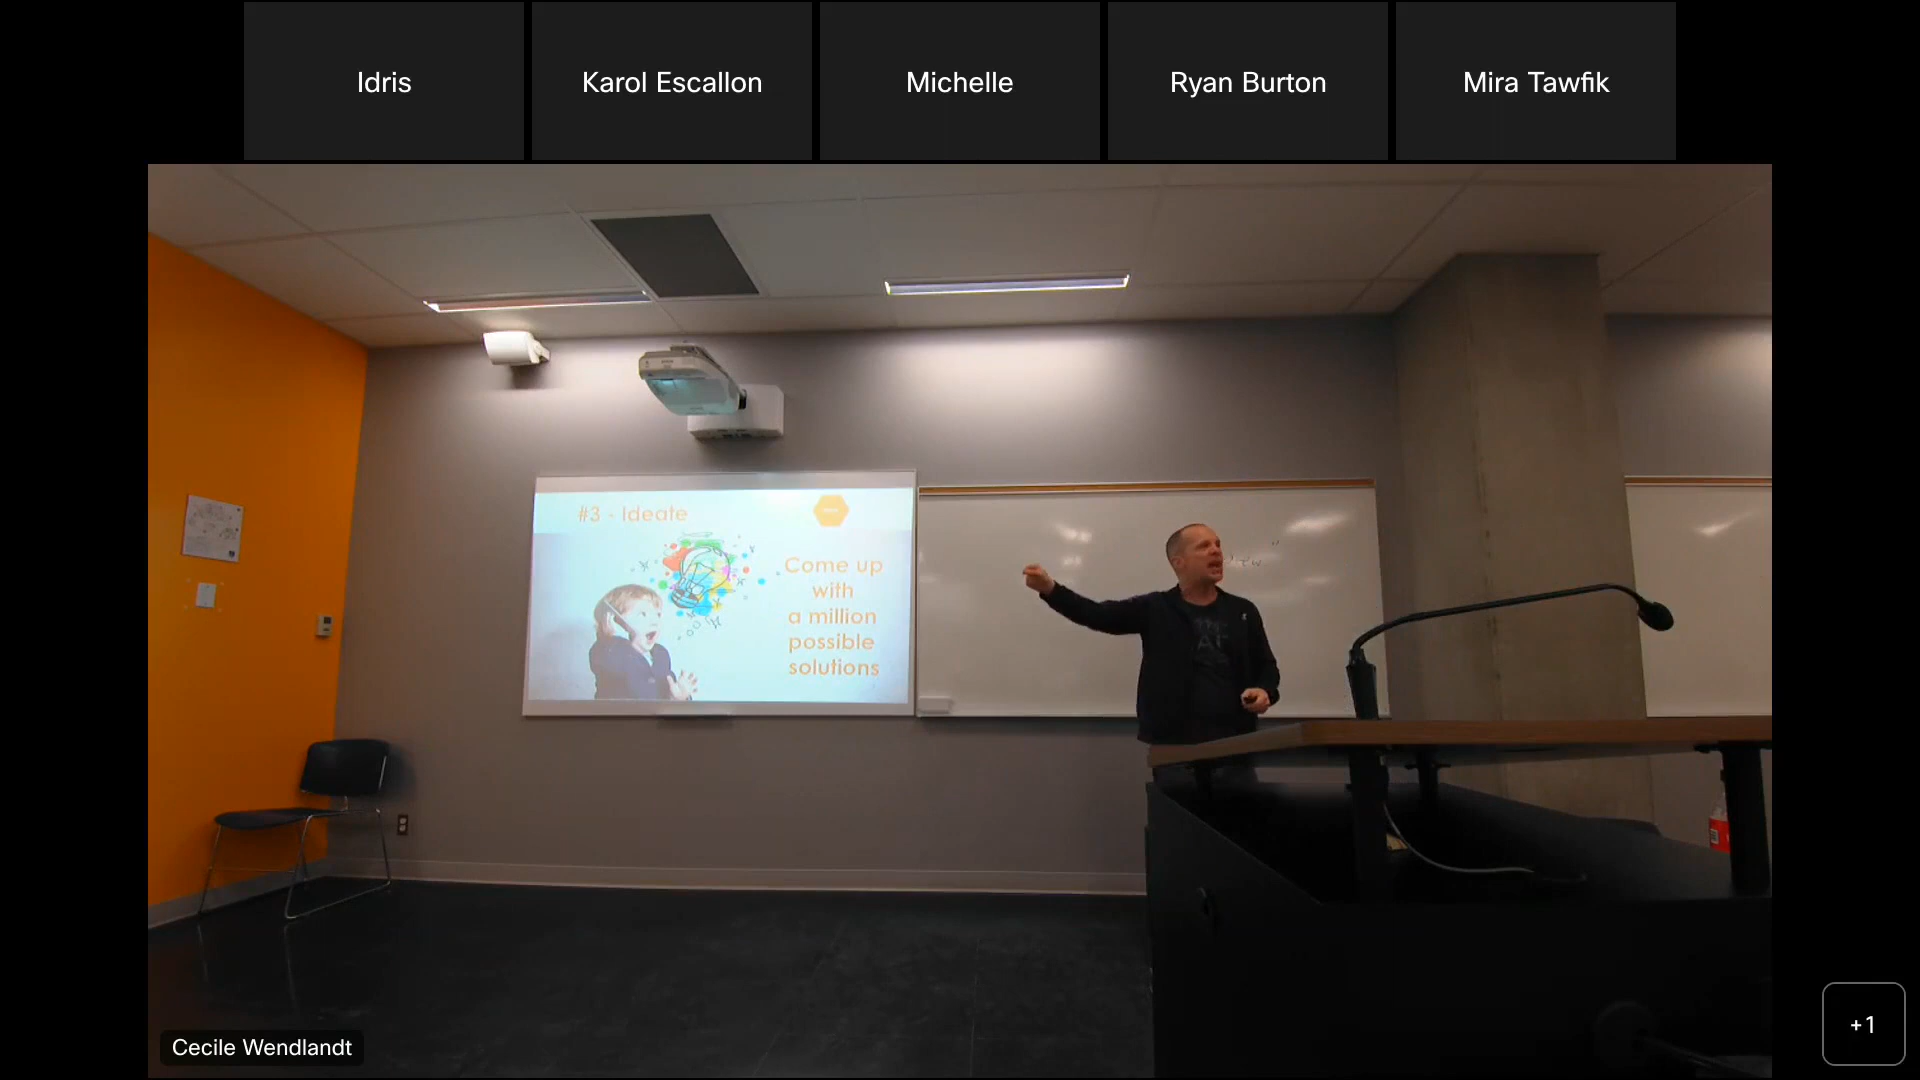 Idris
Karol Escallon
Michelle
Ryan Burton
Mira Tawfik
#3 - Ideate
Come up
with
a million
possible
solutions
Cecile Wendlandt
+1